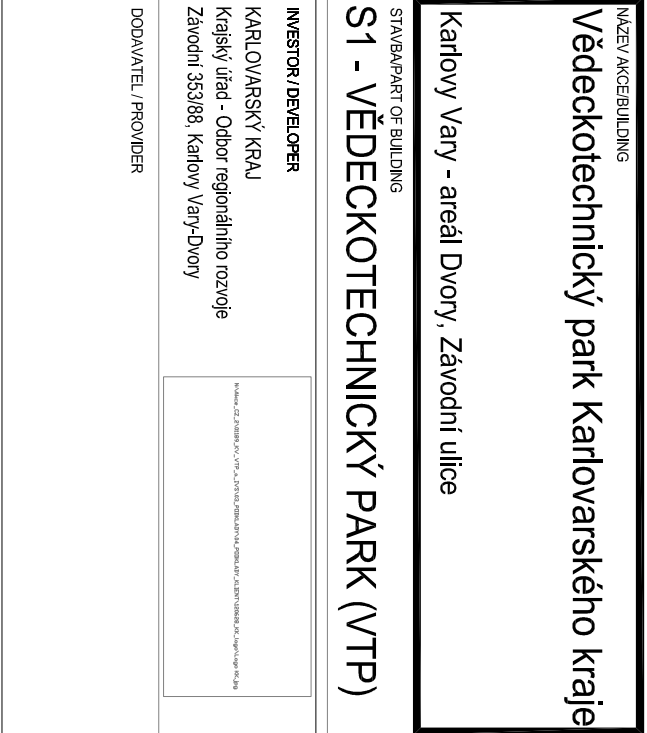 NÁZEV AKCE/BUILDING
Vědeckotechnický park Karlovarského kraje
Karlovy Vary - areál Dvory, Závodní ulice
STAVBA/PART OF BUILDING
S1 - VĚDECKOTECHNICKÝ PARK (VTP)
INVESTOR / DEVELOPER
KARLOVARSKÝ KRAJ
Krajský úřad - Odbor regionálního rozvoje
Závodní 353/88, Karlovy Vary-Dvory
DODAVATEL / PROVIDER